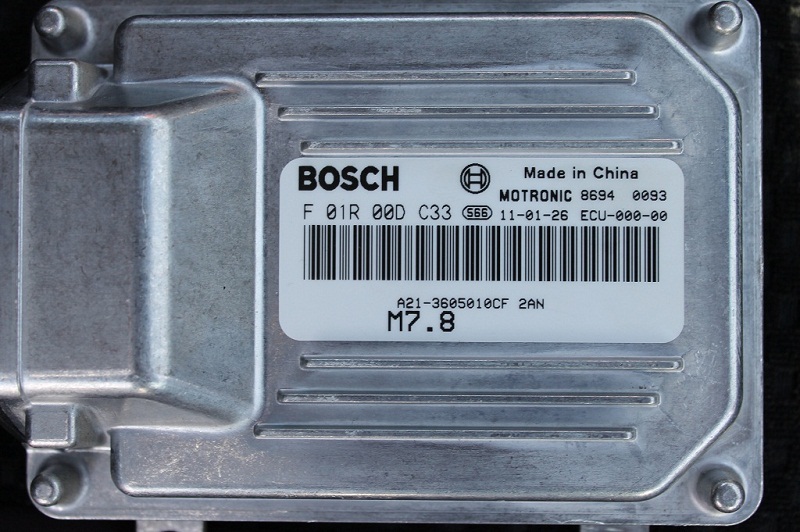 BOSCH Made in China
MOTRONIC 8694 0093
F 01R 00D C33 S66 11-01-26 ECU-000-00
A21-3605010CF 2AN
M7.8